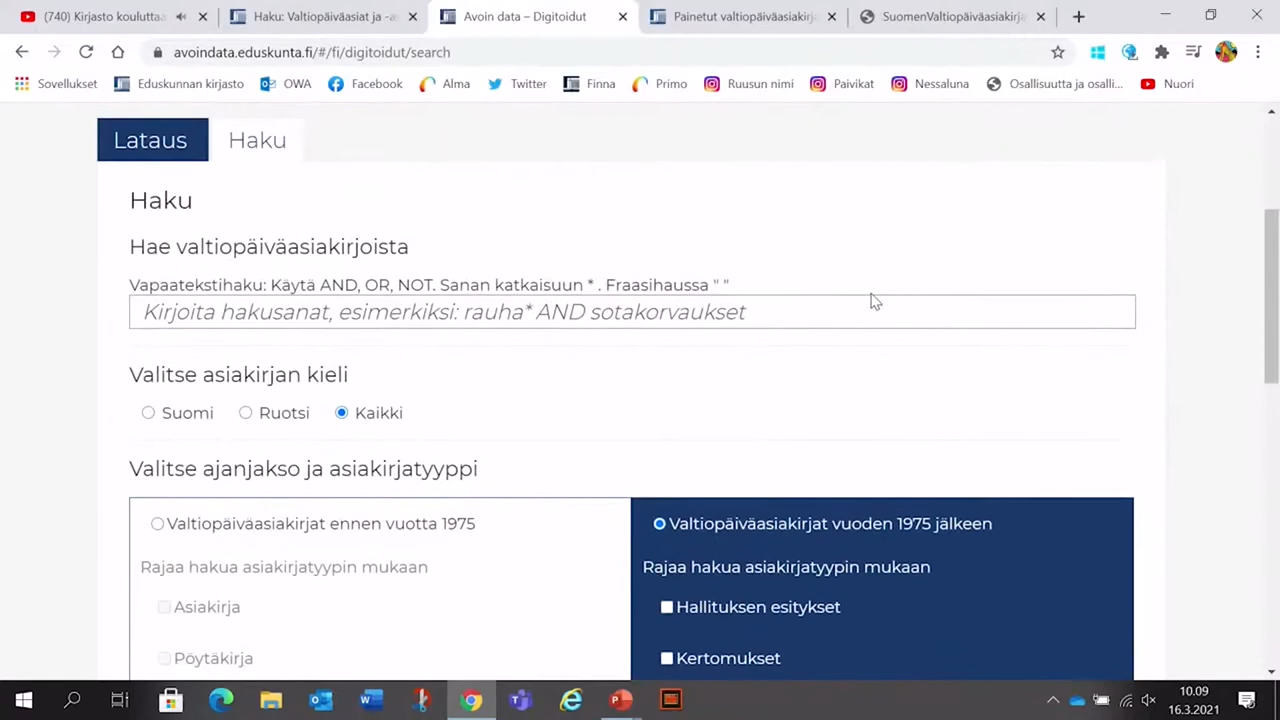 (740) Kirjasto kouluttaa
Haku: Valtiopäiväasiat ja -as
Avoin data – Digitoidut
Painetut valtiopäiväasiakirj
SuomenValtiopäiväasiakirja
avoindata.eduskunta.fi/#/fi/digitoidut/search
Sovellukset
Eduskunnan kirjasto
OWA
Facebook
Alma
Twitter
Finna
Primo
Ruusun nimi
Paivikat
Nessaluna
Osallisuutta ja osalli...
Nuori
Lataus
Haku
Haku
Hae valtiopäiväasiakirjoista
Vapaatekstihaku: Käytä AND, OR, NOT. Sanan katkaisuun * . Fraasihaussa " "
Kirjoita hakusanat, esimerkiksi: rauha* AND sotakorvaukset
Valitse asiakirjan kieli
Suomi
Ruotsi
Kaikki
Valitse ajanjakso ja asiakirjatyyppi
Valtiopäiväasiakirjat ennen vuotta 1975
Rajaa hakua asiakirjatyypin mukaan
Asiakirja
Pöytäkirja
Valtiopäiväasiakirjat vuoden 1975 jälkeen
Rajaa hakua asiakirjatyypin mukaan
Hallituksen esitykset
Kertomukset
10.09
16.3.2021